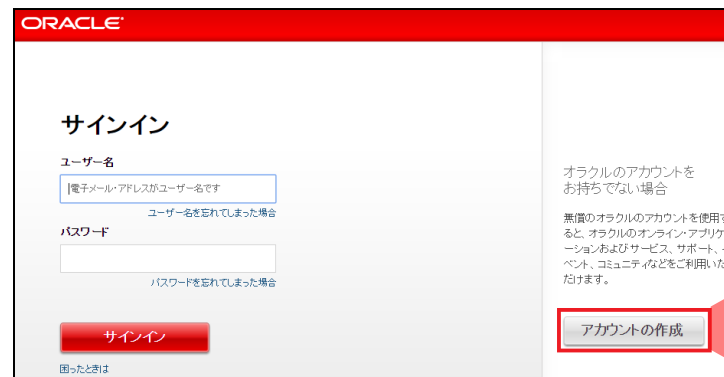 ORACLE
サインイン
ユーザー名
電子メール・アドレスがユーザー名です
ユーザー名を忘れてしまった場合
パスワード
パスワードを忘れてしまった場合
サインイン
困ったときは
オラクルのアカウントを
お持ちでない場合
無償のオラクルのアカウントを使用す
ると、オラクルのオンライン・アプリケ
ーションおよびサービス、サポート、
ベント、コミュニティなどをご利用いた
だけます。
アカウントの作成